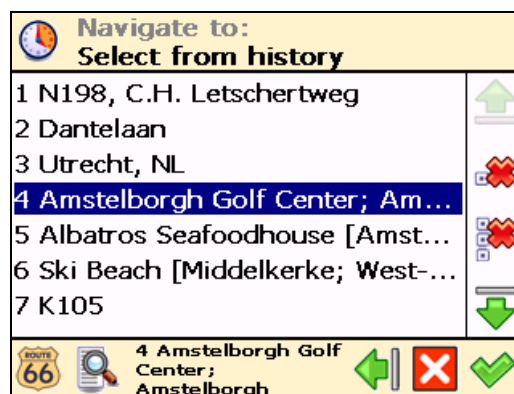 Navigate to:
Select from history
1 N198, C.H. Letschertweg
2 Dantelaan
3 Utrecht, NL
4 Amstelborgh Golf Center; Am...
5 Albatros Seafoodhouse [Amst...
6 Ski Beach [Middelkerke; West-...
7 K105
ROUTE
66
4 Amstelborgh Golf
Center;
Amstelborgh